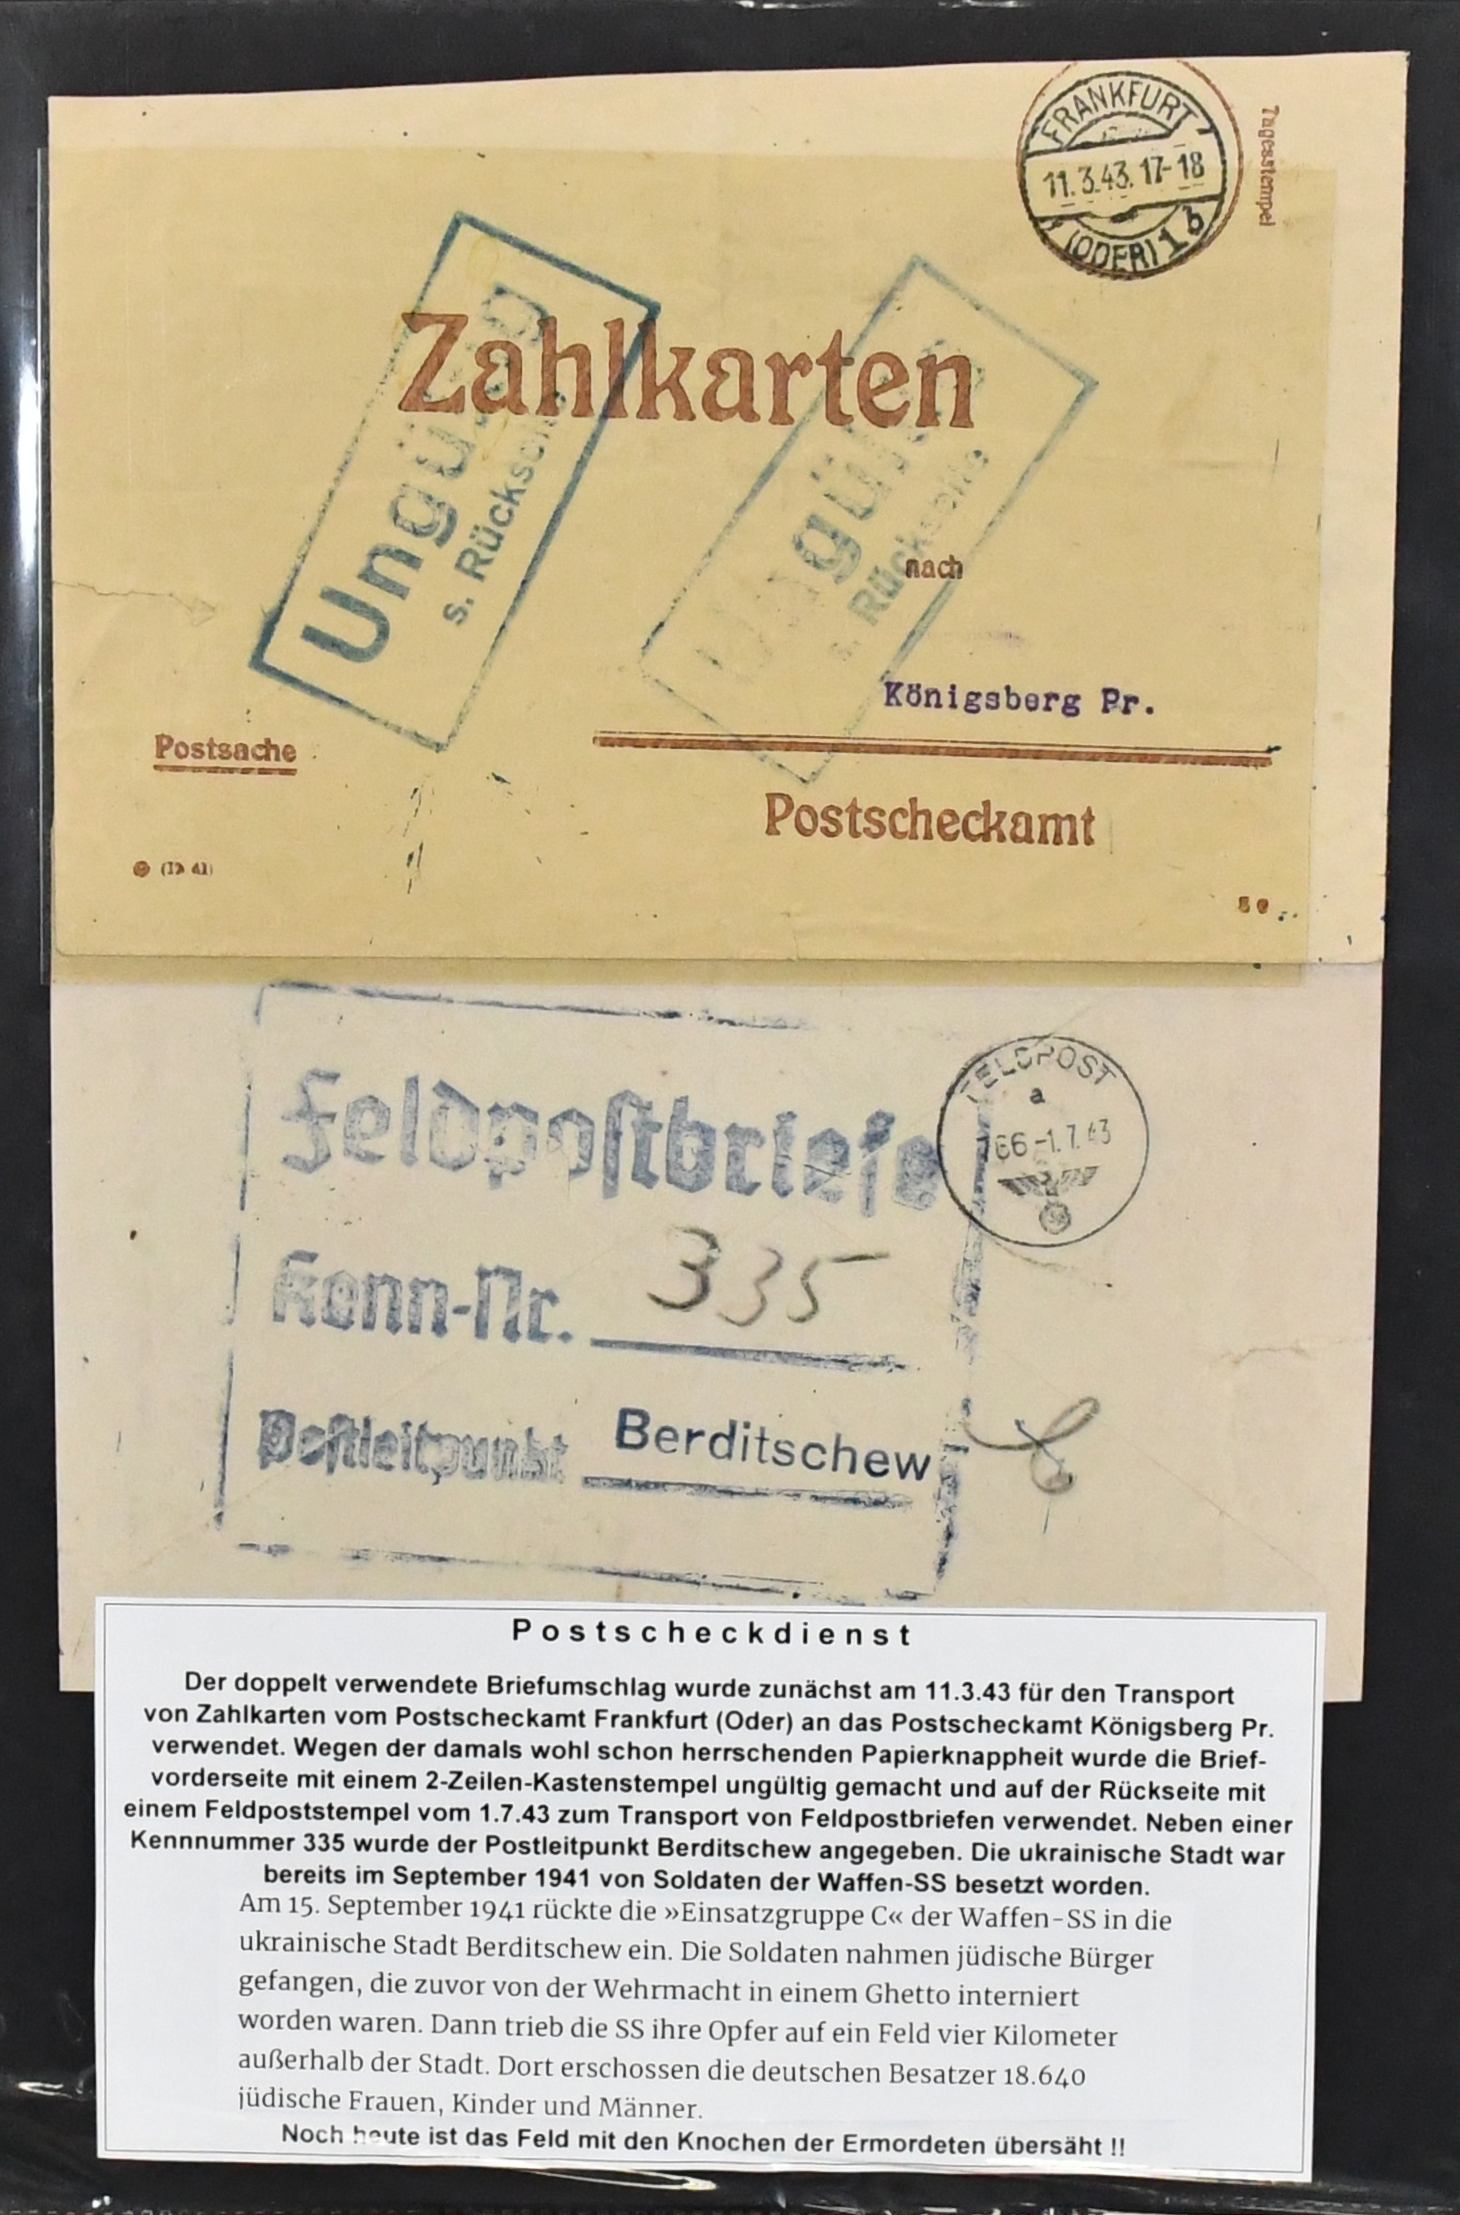 FRANKFURT
11.3.43. 17-18
(ODER) 1
Tagesstempel
Zahlkarten
Ungültig
s. Rückseite
Ungültig
s. Rückseite
nach
Königsberg Pr.
Postsache
Postscheckamt
FELDPOST
a
766 -1.7.43
Feldpostbriefe
Kenn-Nr. 335
Postleitpunkt Berditschew
Postscheckdienst
Der doppelt verwendete Briefumschlag wurde zunächst am 11.3.43 für den Transport
von Zahlkarten vom Postscheckamt Frankfurt (Oder) an das Postscheckamt Königsberg Pr.
verwendet. Wegen der damals wohl schon herrschenden Papierknappheit wurde die Brief-
vorderseite mit einem 2-Zeilen-Kastenstempel ungültig gemacht und auf der Rückseite mit
einem Feldpoststempel vom 1.7.43 zum Transport von Feldpostbriefen verwendet. Neben einer
Kennnummer 335 wurde der Postleitpunkt Berditschew angegeben. Die ukrainische Stadt war
bereits im September 1941 von Soldaten der Waffen-SS besetzt worden.
Am 15. September 1941 rückte die »Einsatzgruppe C« der Waffen-SS in die
ukrainische Stadt Berditschew ein. Die Soldaten nahmen jüdische Bürger
gefangen, die zuvor von der Wehrmacht in einem Ghetto interniert
worden waren. Dann trieb die SS ihre Opfer auf ein Feld vier Kilometer
außerhalb der Stadt. Dort erschossen die deutschen Besatzer 18.640
jüdische Frauen, Kinder und Männer.
Noch heute ist das Feld mit den Knochen der Ermordeten übersäht !!